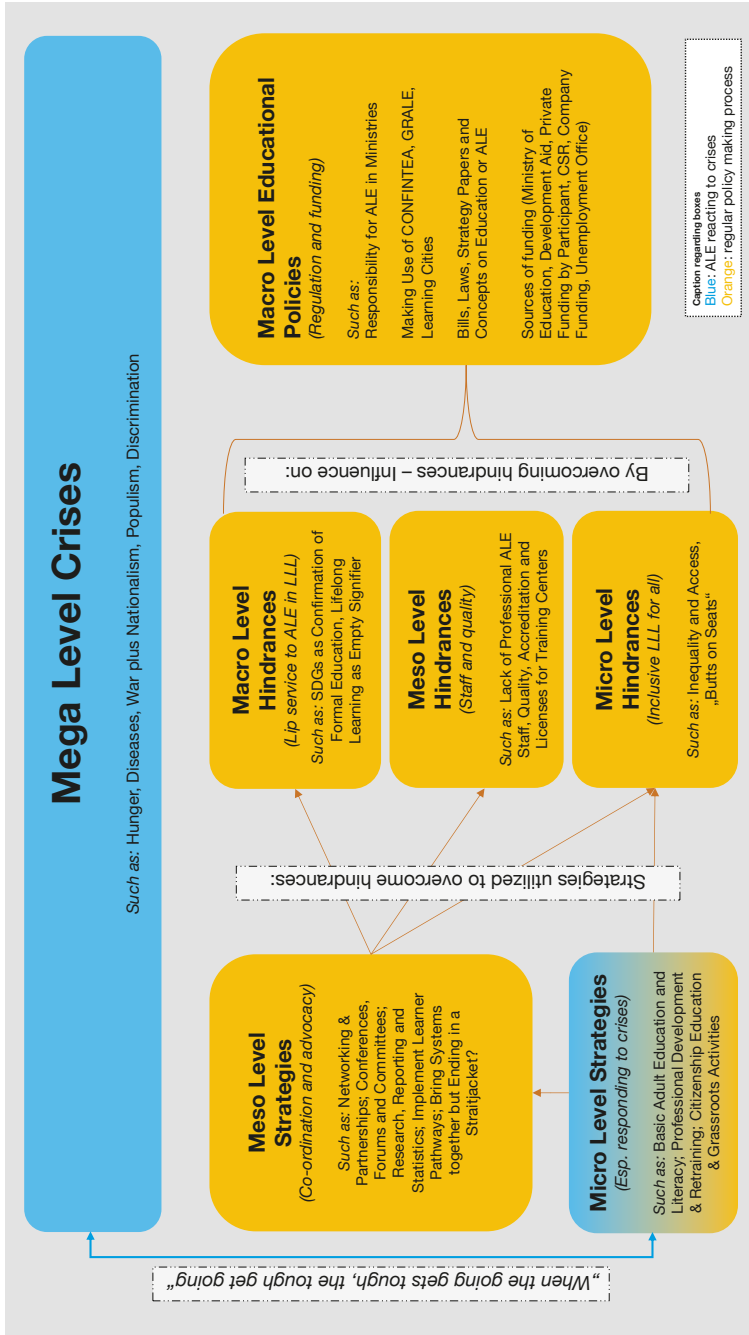 Mega Level Crises
Such as: Hunger, Diseases, War plus Nationalism, Populism, Discrimination
„When the going gets tough, the tough get going“
Meso Level
Strategies
(Co-ordination and advocacy)
Such as: Networking &
Partnerships; Conferences,
Forums and Committees;
Research, Reporting and
Statistics; Implement Learner
Pathways; Bring Systems
together but Ending in a
Straitjacket?
Micro Level Strategies
(Esp. responding to crises)
Such as: Basic Adult Education and
Literacy; Professional Development
& Retraining; Citizenship Education
& Grassroots Activities
Strategies utilized to overcome hindrances:
Macro Level
Hindrances
(Lip service to ALE in LLL)
Such as: SDGs as Confirmation of
Formal Education, Lifelong
Learning as Empty Signifier
Meso Level
Hindrances
(Staff and quality)
Such as: Lack of Professional ALE
Staff, Quality, Accreditation and
Licenses for Training Centers
Micro Level
Hindrances
(Inclusive LLL for all)
Such as: Inequality and Access,
„Butts on Seats“
By overcoming hindrances – Influence on:
Macro Level Educational
Policies
(Regulation and funding)
Such as:
Responsibility for ALE in Ministries
Making Use of CONFINTEA, GRALE,
Learning Cities
Bills, Laws, Strategy Papers and
Concepts on Education or ALE
Sources of funding (Ministry of
Education, Development Aid, Private
Funding by Participant, CSR, Company
Funding, Unemployment Office)
Caption regarding boxes
Blue: ALE reacting to crises
Orange: regular policy making process